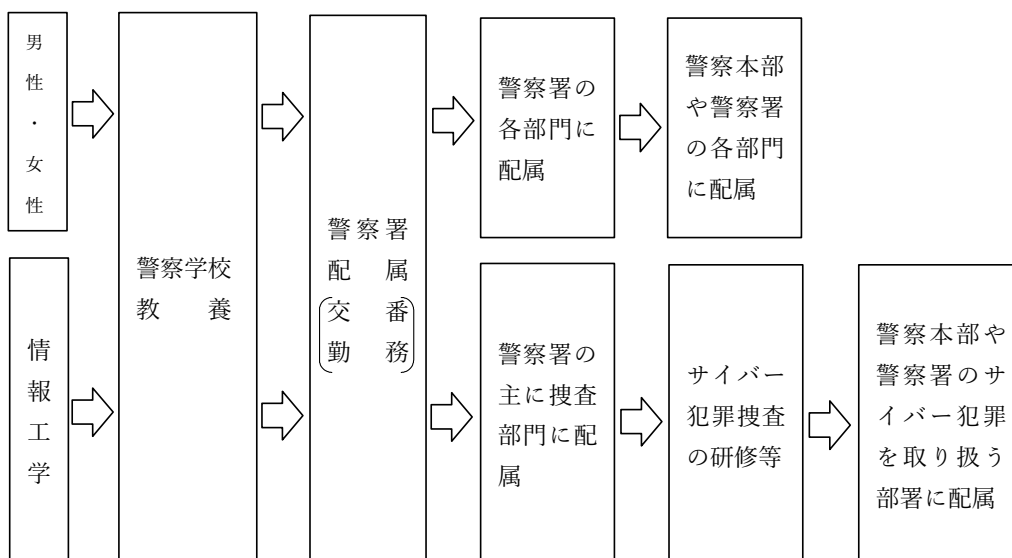 男性・女性
警察学校
教養
警察署
配属
(交番
勤務)
警察署の
各部門に
配属
警察本部
や警察署
の各部門
に配属
情報工学
警察署の
主に捜査
部門に配
属
サイバー
犯罪捜査
の研修等
警察本部や
警察署のサ
イバー犯罪
を取り扱う
部署に配属